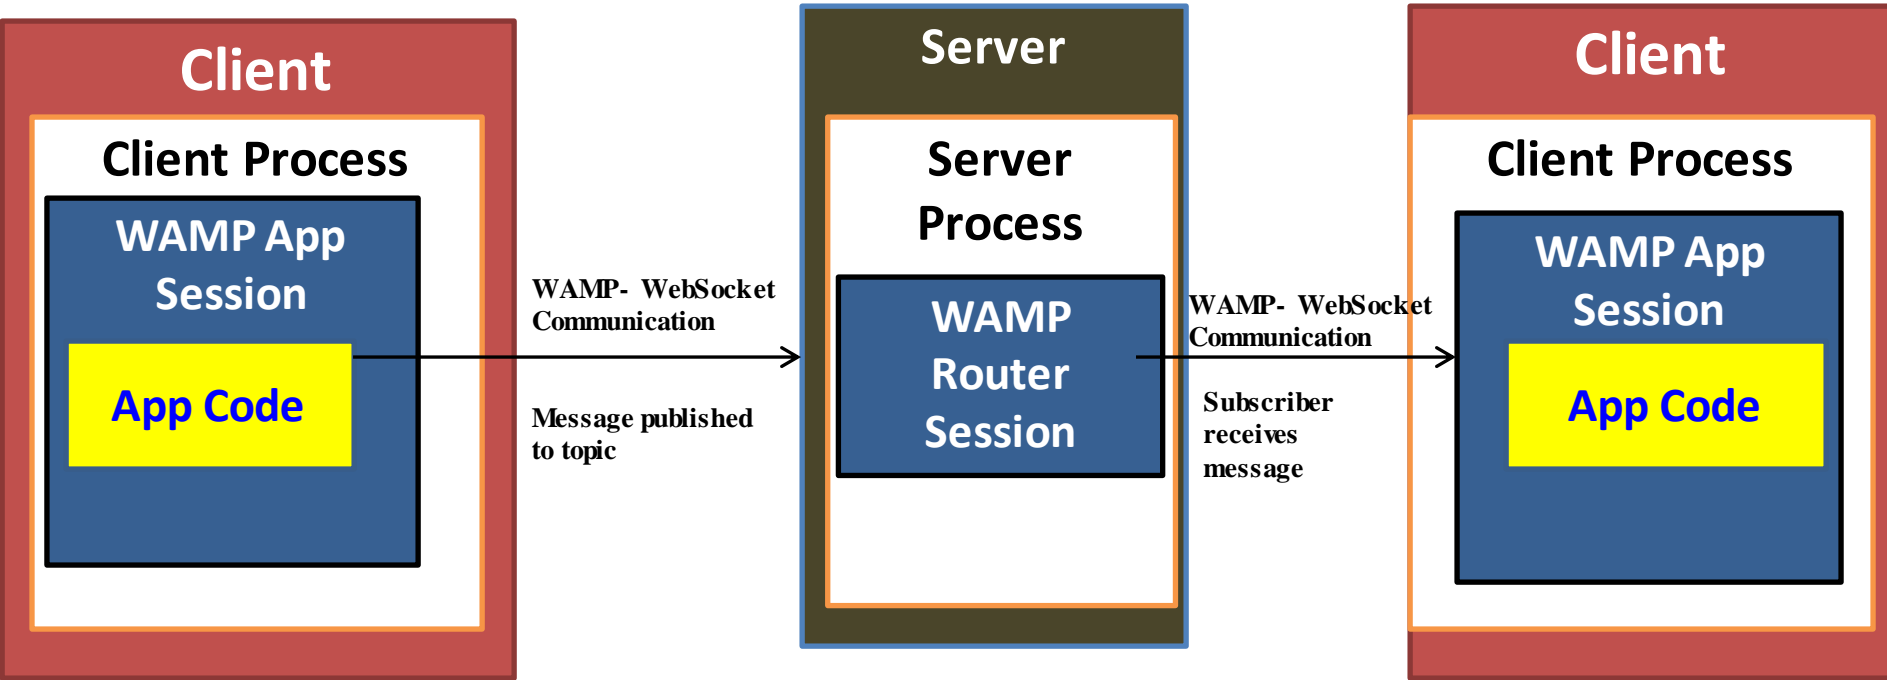 Client
Client Process
WAMP App
Session
App Code
WAMP- WebSocket
Communication
Message published
to topic
Server
Server
Process
WAMP
Router
Session
WAMP- WebSocket
Communication
Subscriber
receives
message
Client
Client Process
WAMP App
Session
App Code